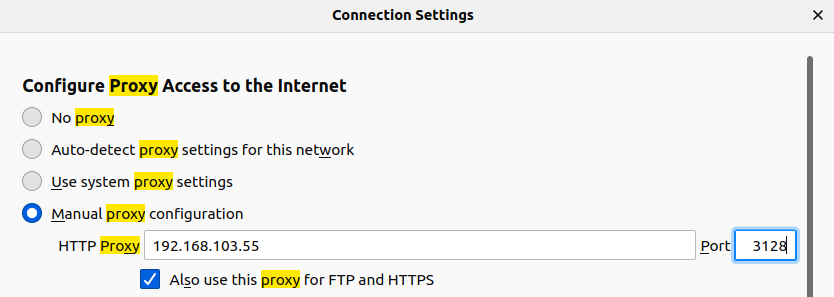 Connection Settings
Configure Proxy Access to the Internet
No proxy
Auto-detect proxy settings for this network
Use system proxy settings
Manual proxy configuration
HTTP Proxy 192.168.103.55 Port 3128
Also use this proxy for FTP and HTTPS